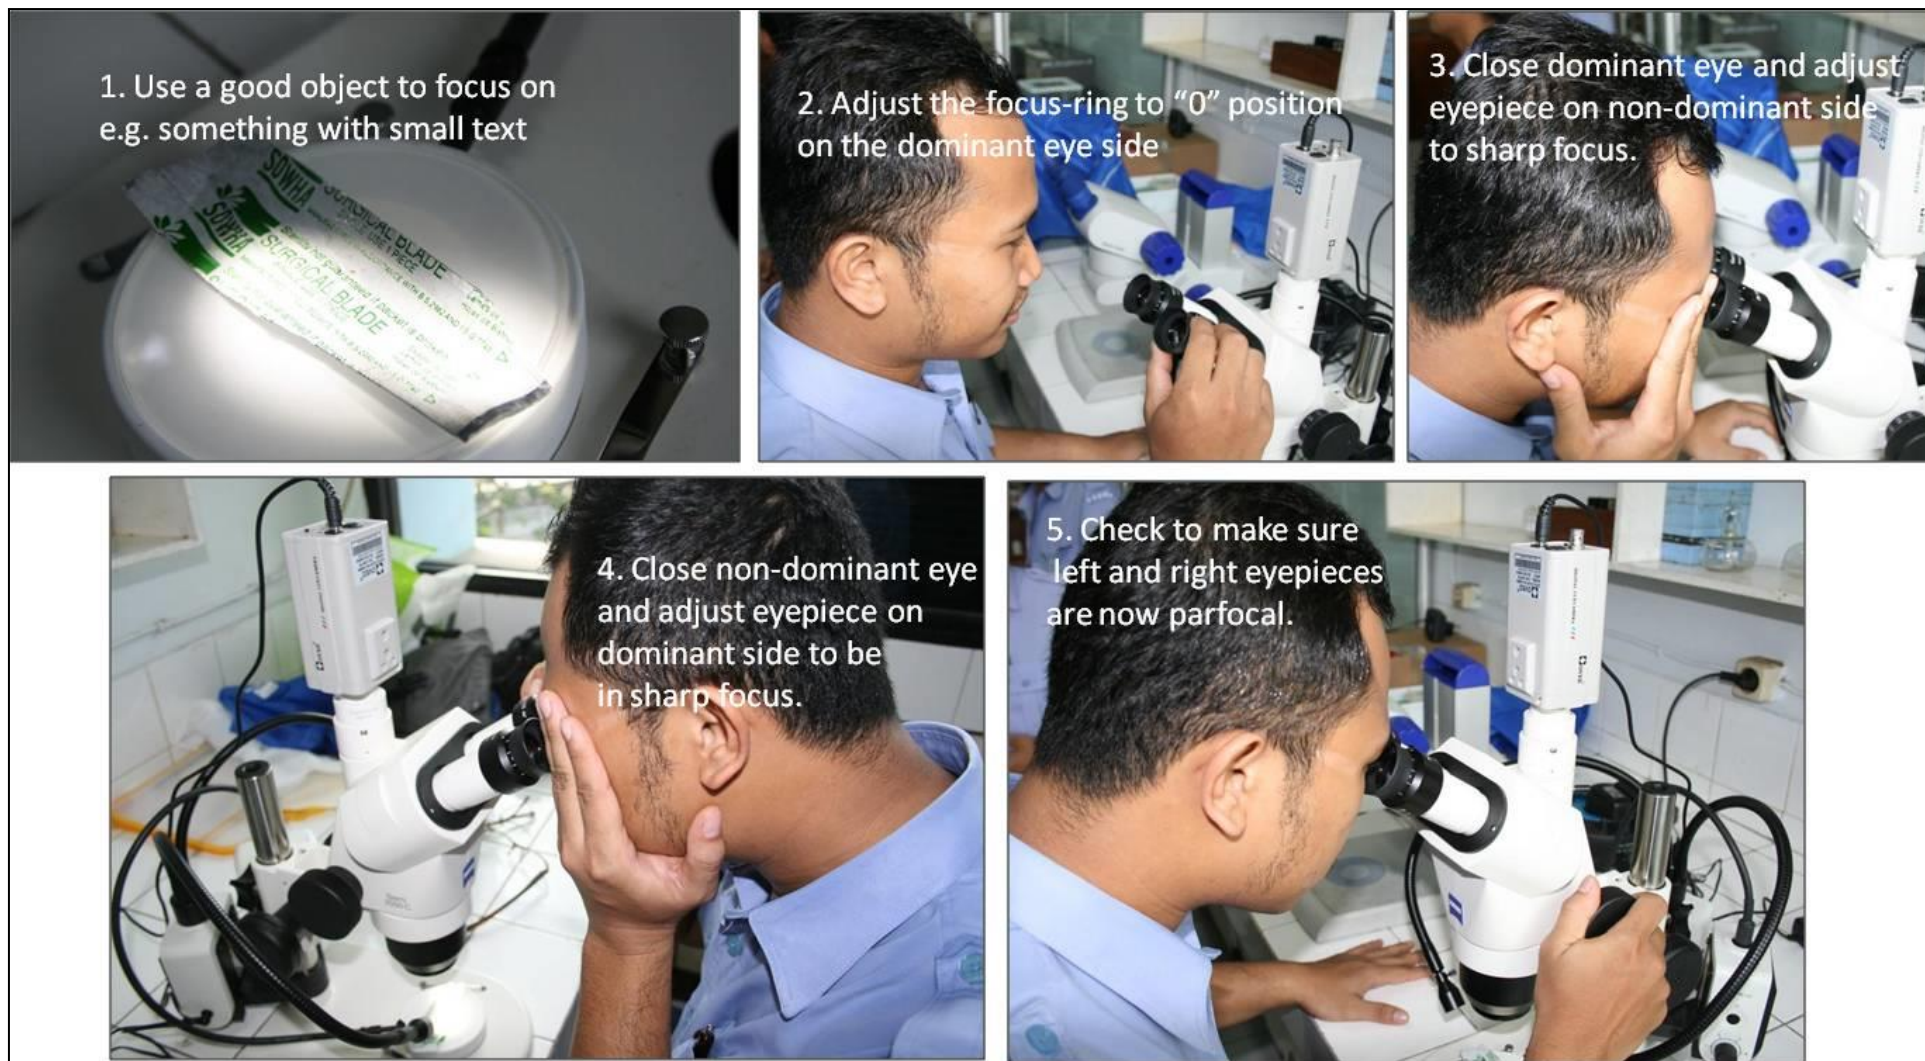 1. Use a good object to focus on
e.g. something with small text
SOWHA
SURGICAL BLADE
SOWHA
SURGICAL BLADE
2. Adjust the focus-ring to “0” position
on the dominant eye side
3. Close dominant eye and adjust
eyepiece on non-dominant side
to sharp focus.
4. Close non-dominant eye
and adjust eyepiece on
dominant side to be
in sharp focus.
5. Check to make sure
left and right eyepieces
are now parfocal.